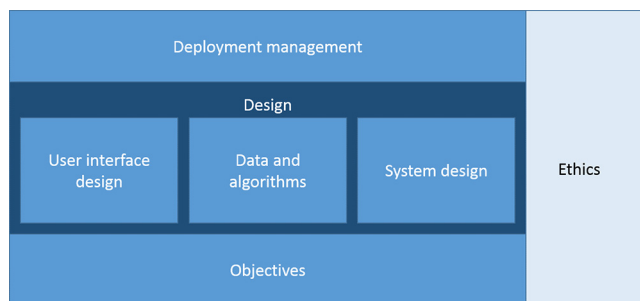 Deployment management
Design
User interface
design
Data and
algorithms
System design
Ethics
Objectives